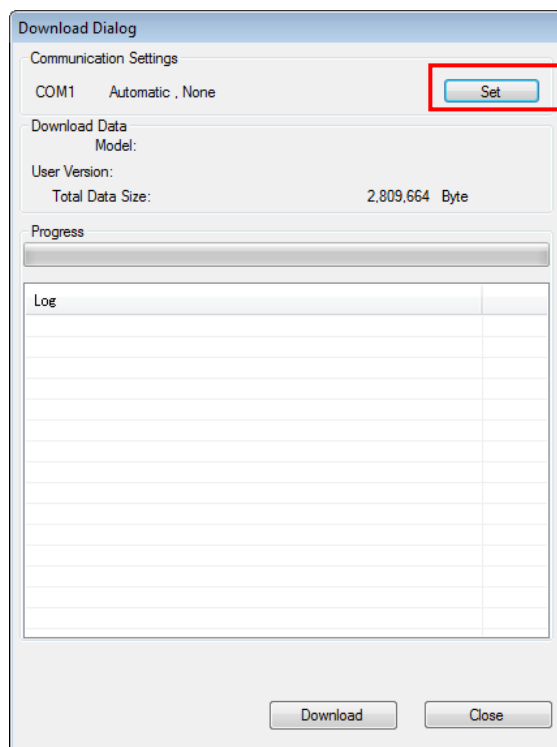 Download Dialog
Communication Settings
COM1 Automatic , None Set
Download Data
Model:
User Version:
Total Data Size: 2,809,664 Byte
Progress
Log
Download Close